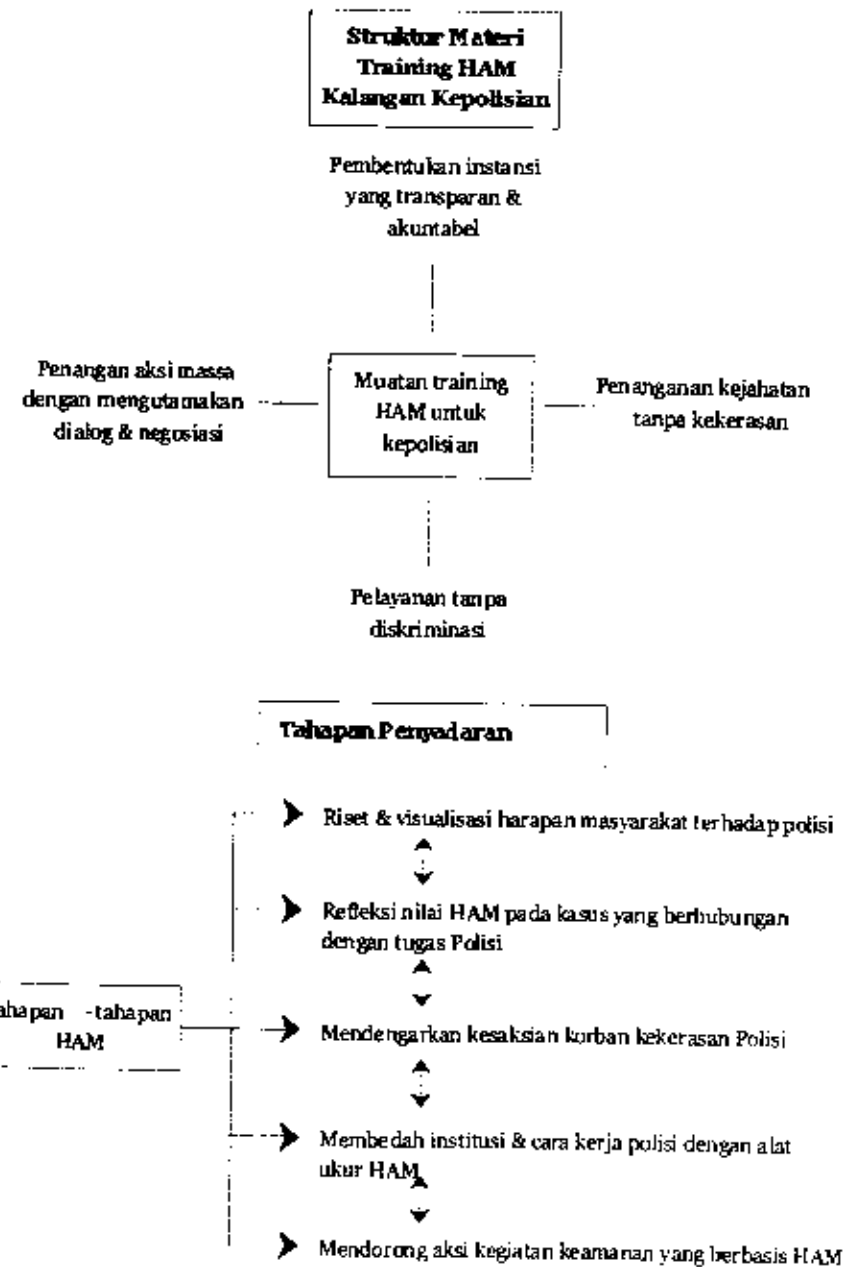 Struktur Materi
Training HAM
Kalangan Kepolisian
Pembentukan instansi
yang transparan &
akuntabel
Penangan aksi massa
dengan mengutamakan
dialog & negosiasi
Muatan training
HAM untuk
kepolisian
Penanganan kejahatan
tanpa kekerasan
Pelayanan tanpa
diskriminasi
Tahapan Penyadaran
Riset & visualisasi harapan masyarakat terhadap polisi
Refleksi nilai HAM pada kasus yang berhubungan
dengan tugas Polisi
ahapan -tahapan
HAM
Mendengarkan kesaksian korban kekerasan Polisi
Membedah institusi & cara kerja polisi dengan alat
ukur HAM
Mendorong aksi kegiatan keamanan yang berbasis HAM